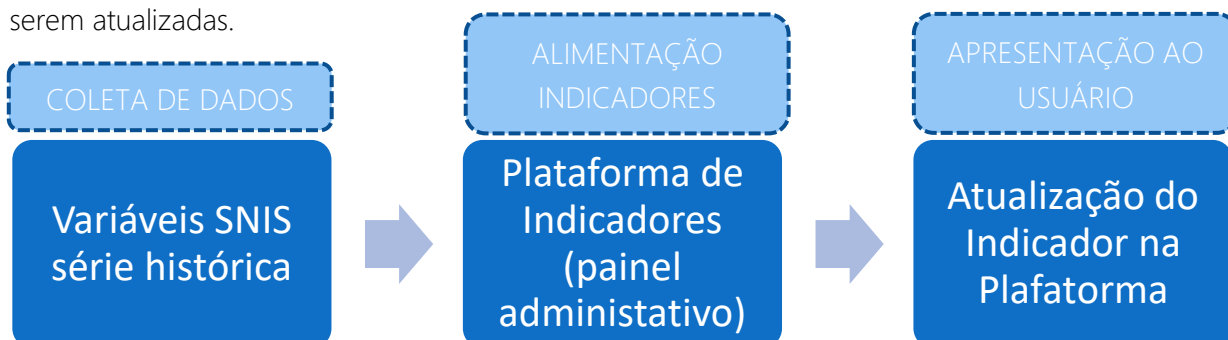 serem atualizadas.
COLETA DE DADOS
Variáveis SNIS
série histórica
ALIMENTAÇÃO
INDICADORES
Plataforma de
Indicadores
(painel
administativo)
APRESENTAÇÃO AO
USUÁRIO
Atualização do
Indicador na
Plafatorma